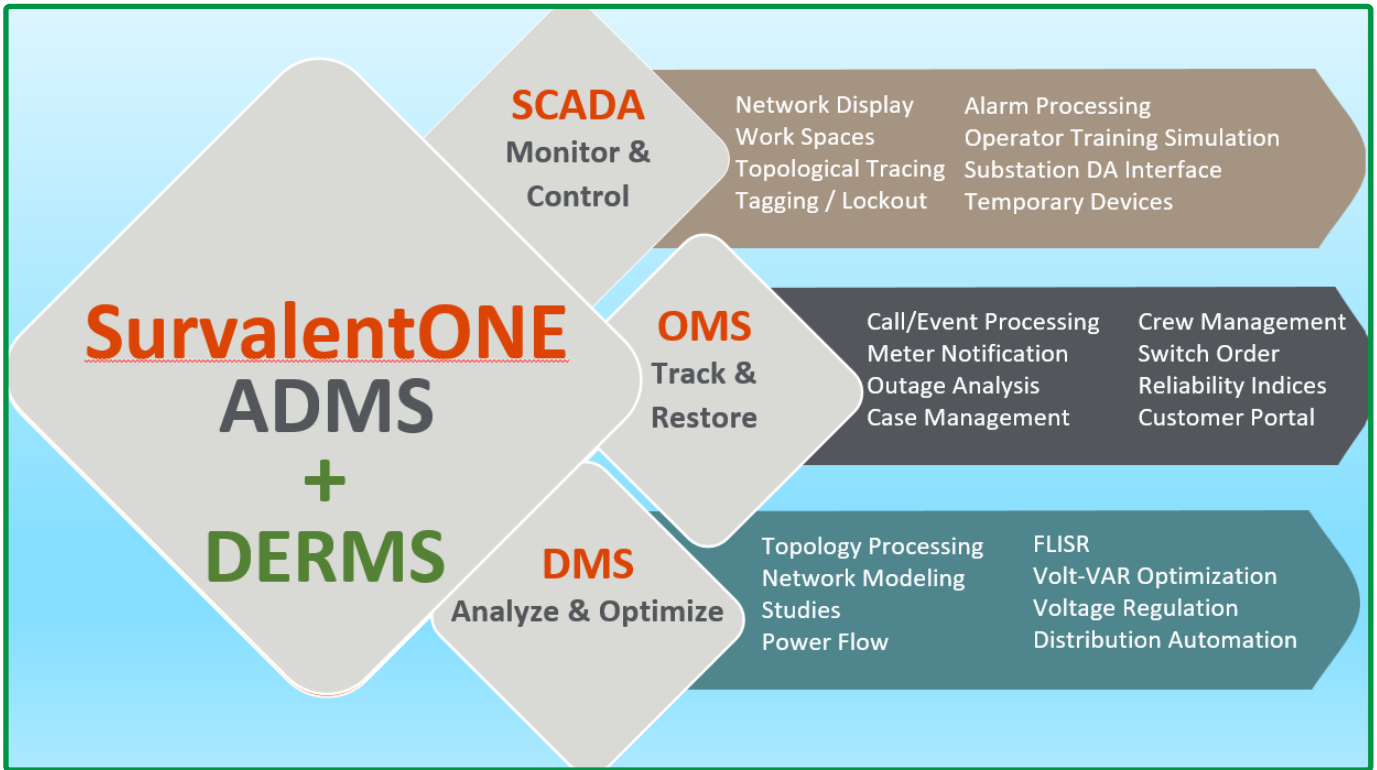 SurvalentONE
ADMS
+
DERMS
SCADA
Monitor &
Control
Network Display
Work Spaces
Topological Tracing
Tagging / Lockout
Alarm Processing
Operator Training Simulation
Substation DA Interface
Temporary Devices
OMS
Track &
Restore
Call/Event Processing
Meter Notification
Outage Analysis
Case Management
Crew Management
Switch Order
Reliability Indices
Customer Portal
DMS
Analyze & Optimize
Topology Processing
Network Modeling
Studies
Power Flow
FLISR
Volt-VAR Optimization
Voltage Regulation
Distribution Automation